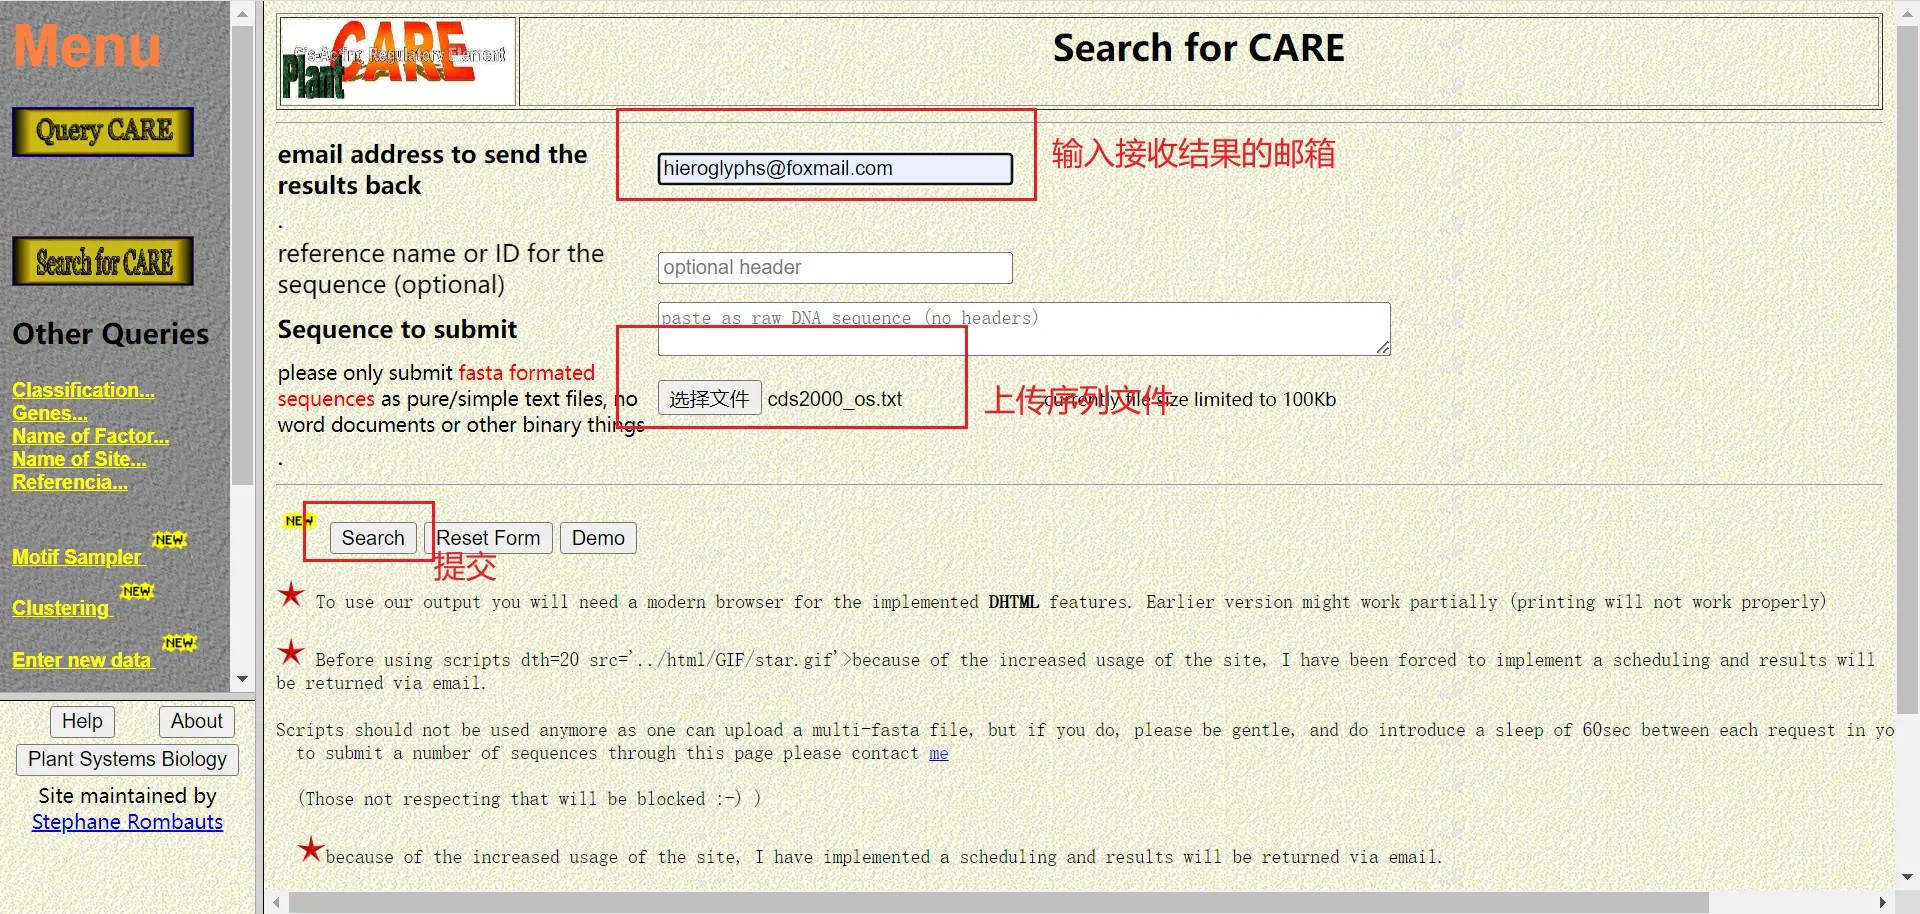 Menu
Query CARE
Search for CARE
Other Queries
Classification...
Genes...
Name of Factor...
Name of Site...
Referencia...
NEW
Motif Sampler
NEW
Clustering
NEW
Enter new data
Help
About
Plant Systems Biology
Site maintained by
Stephane Rombauts
Cis-Acting Regulatory Element
PlantCARE
Search for CARE
email address to send the
results back
hieroglyphs@foxmail.com
输入接收结果的邮箱
.
reference name or ID for the
sequence (optional)
optional header
Sequence to submit
paste as raw DNA sequence (no headers)
please only submit fasta formated
sequences as pure/simple text files, no
word documents or other binary things
选择文件 cds2000_os.txt
上传序列文件
currently file size limited to 100Kb
.
NEW
Search
Reset Form
Demo
提交
To use our output you will need a modern browser for the implemented DHTML features. Earlier version might work partially (printing will not work properly)
Before using scripts dth=20 src='../html/GIF/star.gif'>because of the increased usage of the site, I have been forced to implement a scheduling and results will
be returned via email.
Scripts should not be used anymore as one can upload a multi-fasta file, but if you do, please be gentle, and do introduce a sleep of 60sec between each request in yo
to submit a number of sequences through this page please contact me
(Those not respecting that will be blocked :-) )
because of the increased usage of the site, I have implemented a scheduling and results will be returned via email.